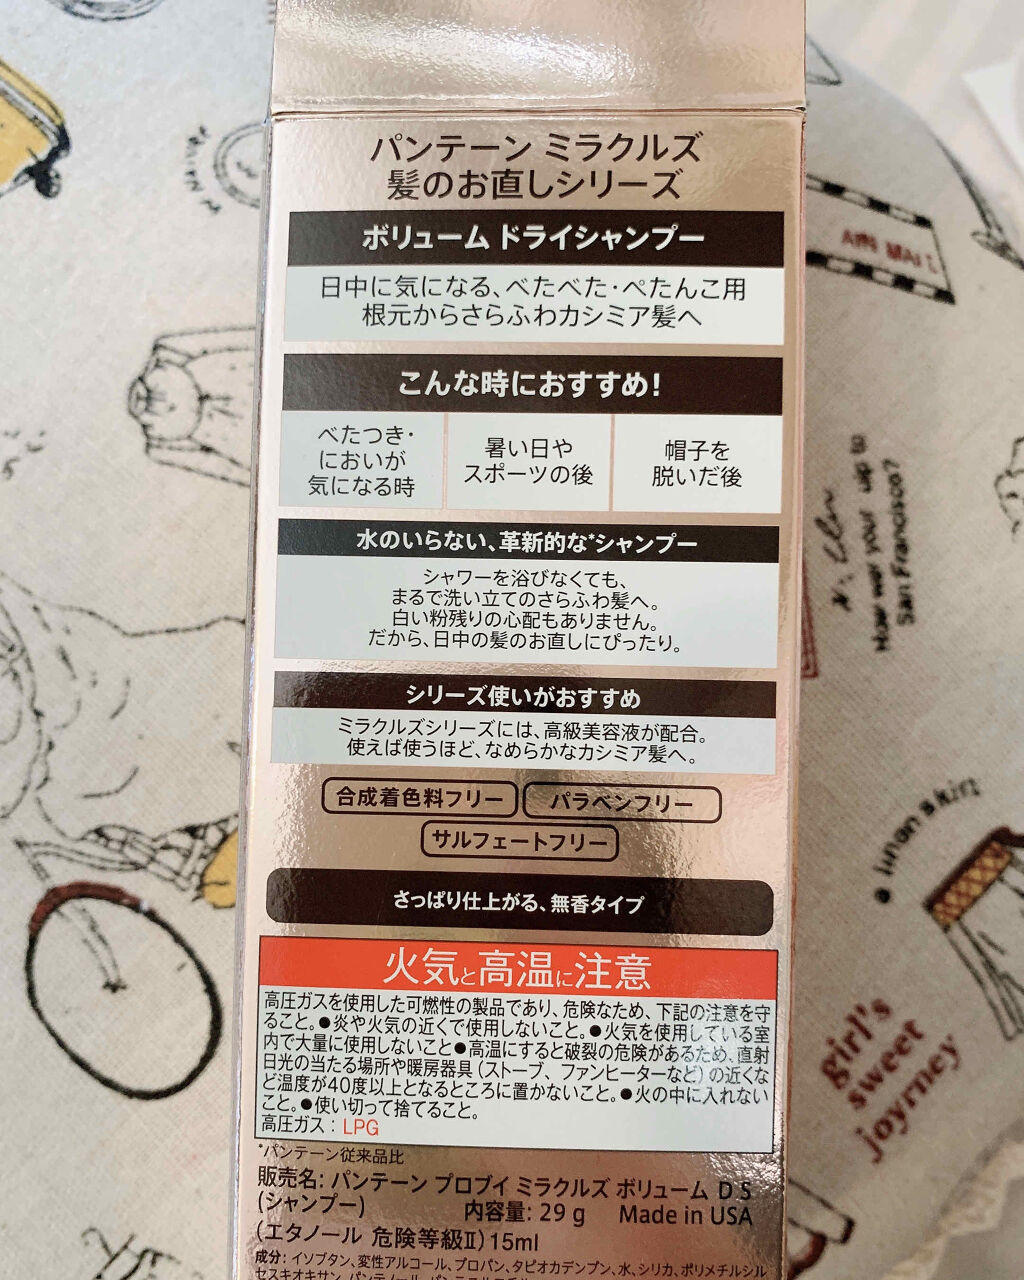 パンテーン ミラクルズ
髪のお直しシリーズ
ボリューム ドライシャンプー
日中に気になる、べたべた・ぺたんこ用
根元からさらふわカシミア髪へ
こんな時におすすめ!
べたつき・
においが
気になる時
暑い日や
スポーツの後
帽子を
脱いだ後
水のいらない、革新的な*シャンプー
シャワーを浴びなくても、
まるで洗い立てのさらふわ髪へ。
白い粉残りの心配もありません。
だから、日中の髪のお直しにぴったり。
シリーズ使いがおすすめ
ミラクルズシリーズには、高級美容液が配合。
使えば使うほど、なめらかなカシミア髪へ。
合成着色料フリー
パラベンフリー
サルフェートフリー
さっぱり仕上がる、無香タイプ
火気と高温に注意
高圧ガスを使用した可燃性の製品であり、危険なため、下記の注意を守
ること。●炎や火気の近くで使用しないこと。●火気を使用している室
内で大量に使用しないこと●高温にすると破裂の危険があるため、直射
日光の当たる場所や暖房器具(ストーブ、ファンヒーターなど)の近くな
ど温度が40度以上となるところに置かないこと。●火の中に入れない
こと。●使い切って捨てること。
高圧ガス:LPG
*パンテーン従来品比
販売名:パンテーン プロブイ ミラクルズ ボリューム D S
(シャンプー) 内容量: 29 g Made in USA
(エタノール 危険等級Ⅱ)15ml
成分:イソブタン、変性アルコール、プロパン、タピオカデンプン、水、シリカ、ポリメチルシル
セスキオキサン、パンテノール、
AIR MAIL
How wer your up to
San Francisco?
girl's
sweet
joyrney